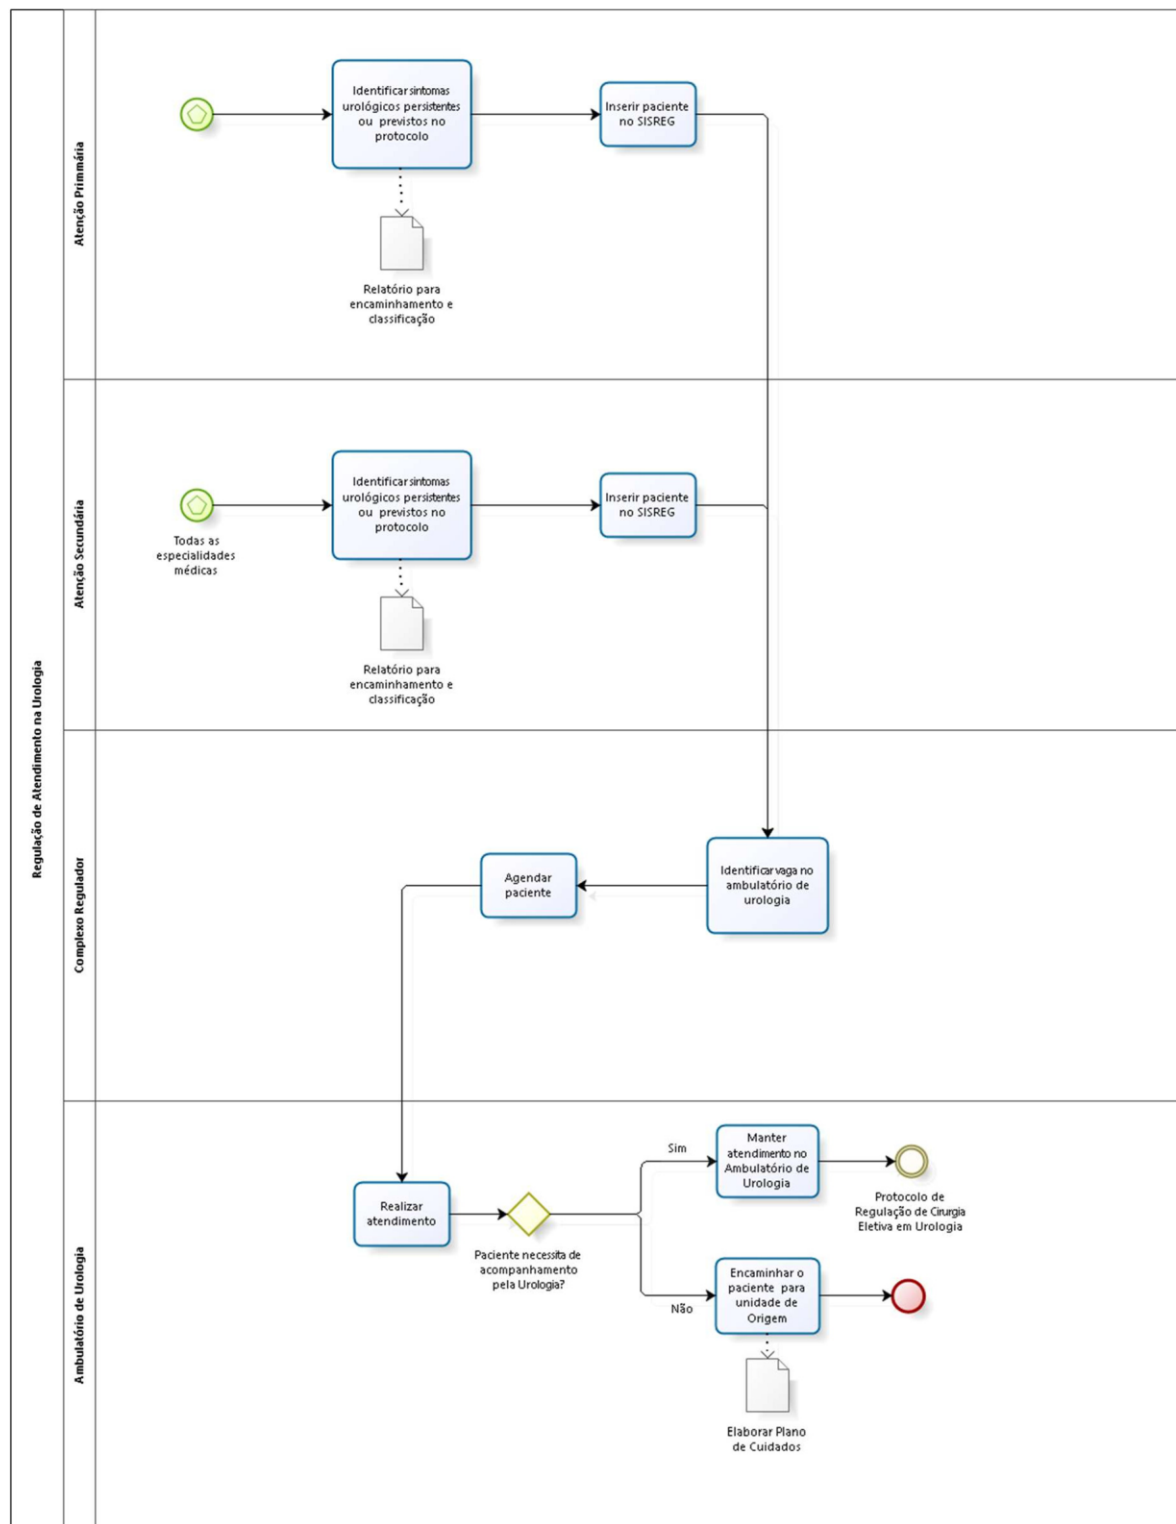 Regulação de Atendimento na Urologia
Atenção Primmária
Identificar sintomas
urológicos persistentes
ou previstos no
protocolo
Inserir paciente
no SISREG
Relatório para
encaminhamento e
classificação
Atenção Secundária
Todas as
especialidades
médicas
Identificar sintomas
urológicos persistentes
ou previstos no
protocolo
Inserir paciente
no SISREG
Relatório para
encaminhamento e
classificação
Complexo Regulador
Agendar
paciente
Identificar vaga no
ambulatório de
urologia
Ambulatório de Urologia
Realizar
atendimento
Paciente necessita de
acompanhamento
pela Urologia?
Sim
Manter
atendimento no
Ambulatório de
Urologia
Protocolo de
Regulação de Cirurgia
Eletiva em Urologia
Não
Encaminhar o
paciente para
unidade de
Origem
Elaborar Plano
de Cuidados